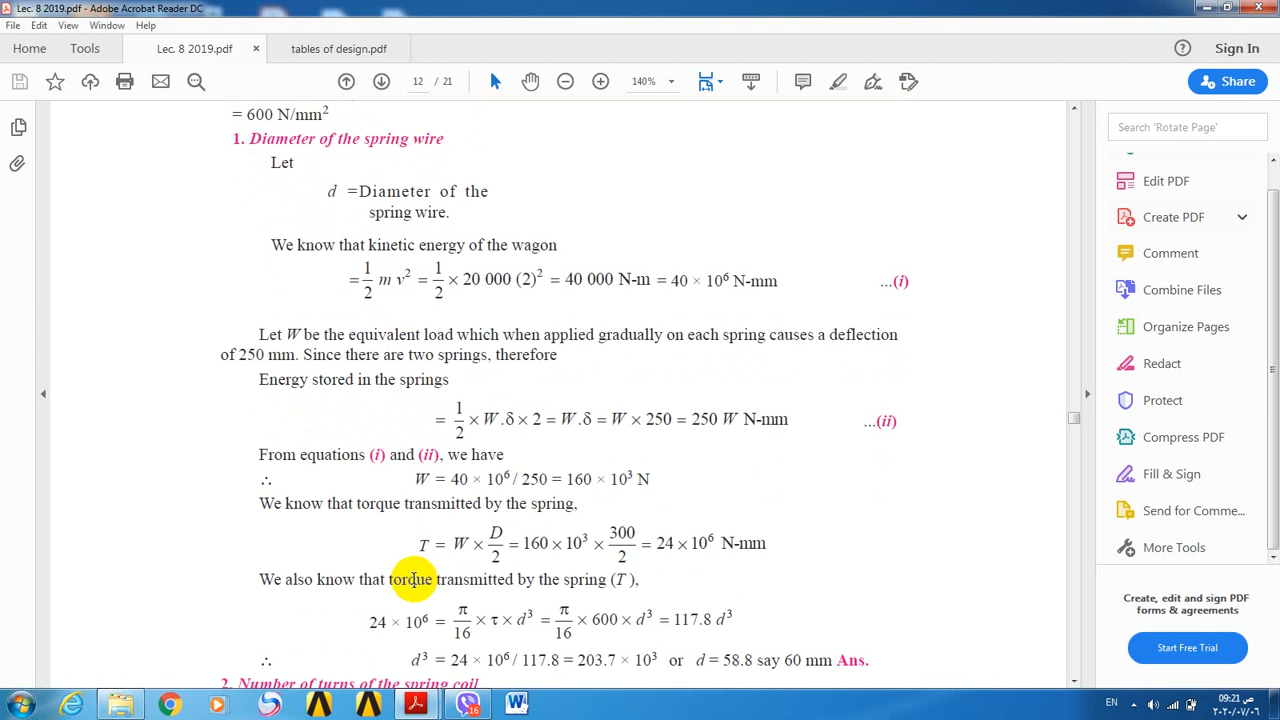 Lec. 8 2019.pdf - Adobe Acrobat Reader DC
File Edit View Window Help
Home Tools Lec. 8 2019.pdf × tables of design.pdf ? Sign In
12 / 21 140% Share
= 600 N/mm²
1. Diameter of the spring wire
Let
d =Diameter of the
spring wire.
We know that kinetic energy of the wagon
= 1/2 m v² = 1/2 × 20 000 (2)² = 40 000 N-m = 40 × 10⁶ N-mm ...(i)
Let W be the equivalent load which when applied gradually on each spring causes a deflection
of 250 mm. Since there are two springs, therefore
Energy stored in the springs
= 1/2 × W.δ × 2 = W.δ = W × 250 = 250 W N-mm ...(ii)
From equations (i) and (ii), we have
∴ W = 40 × 10⁶ / 250 = 160 × 10³ N
We know that torque transmitted by the spring,
T = W × D/2 = 160 × 10³ × 300/2 = 24 × 10⁶ N-mm
We also know that torque transmitted by the spring (T ),
24 × 10⁶ = π/16 × τ × d³ = π/16 × 600 × d³ = 117.8 d³
∴ d³ = 24 × 10⁶ / 117.8 = 203.7 × 10³ or d = 58.8 say 60 mm Ans.
2. Number of turns of the spring coil
Search 'Rotate Page'
Edit PDF
Create PDF
Comment
Combine Files
Organize Pages
Redact
Protect
Compress PDF
Fill & Sign
Send for Comme...
More Tools
Create, edit and sign PDF
forms & agreements
Start Free Trial
EN
09:21 ص
٢٠٢٠/٠٧/٠٦